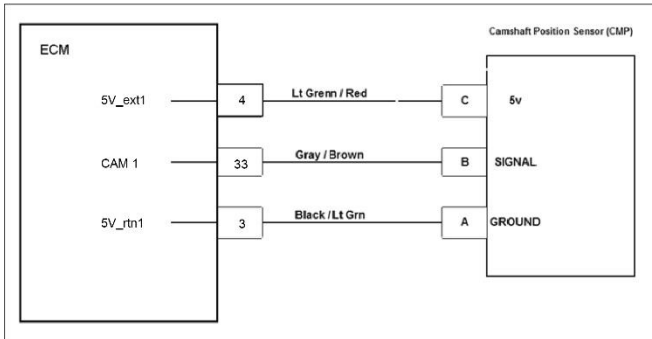 Camshaft Position Sensor (CMP)
ECM
5V_ext1 4 Lt Grenn / Red C 5v
CAM 1 33 Gray / Brown B SIGNAL
5V_rtn1 3 Black / Lt Grn A GROUND